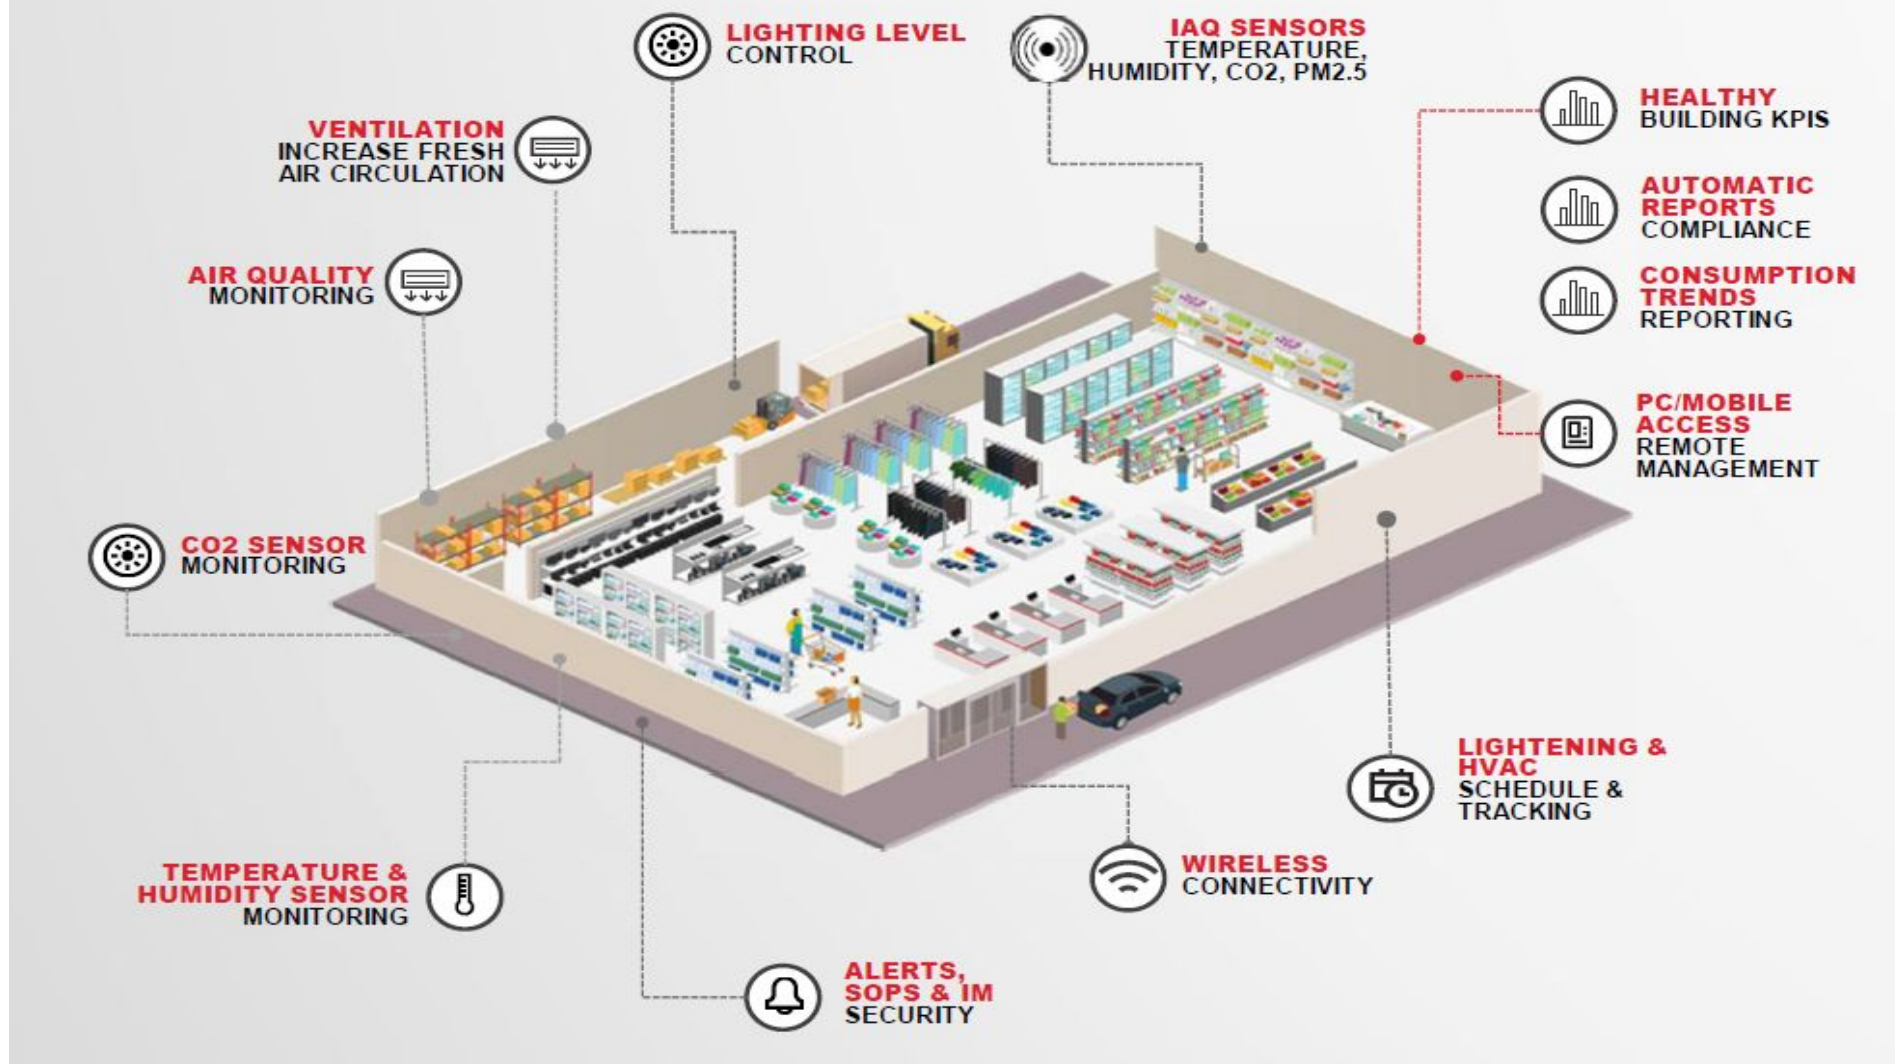 LIGHTING LEVEL
CONTROL
IAQ SENSORS
TEMPERATURE,
HUMIDITY, CO2, PM2.5
HEALTHY
BUILDING KPIS
VENTILATION
INCREASE FRESH
AIR CIRCULATION
AUTOMATIC
REPORTS
COMPLIANCE
AIR QUALITY
MONITORING
CONSUMPTION
TRENDS
REPORTING
PC/MOBILE
ACCESS
REMOTE
MANAGEMENT
CO2 SENSOR
MONITORING
LIGHTENING &
HVAC
SCHEDULE &
TRACKING
TEMPERATURE &
HUMIDITY SENSOR
MONITORING
WIRELESS
CONNECTIVITY
ALERTS,
SOPS & IM
SECURITY